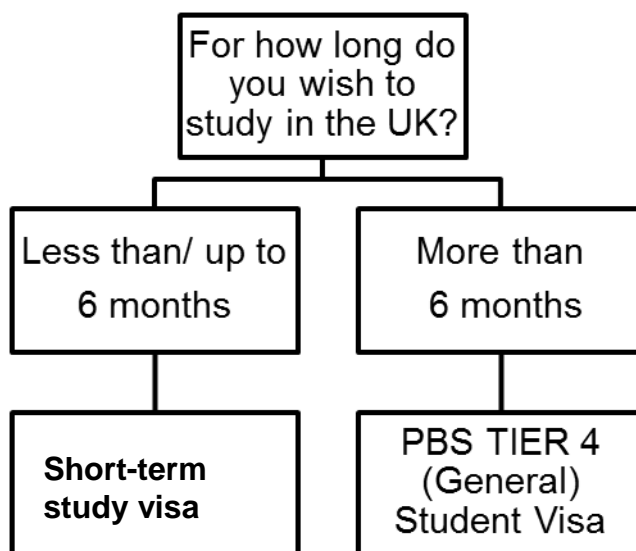 For how long do
you wish to
study in the UK?
Less than/ up to
6 months
More than
6 months
Short-term
study visa
PBS TIER 4
(General)
Student Visa